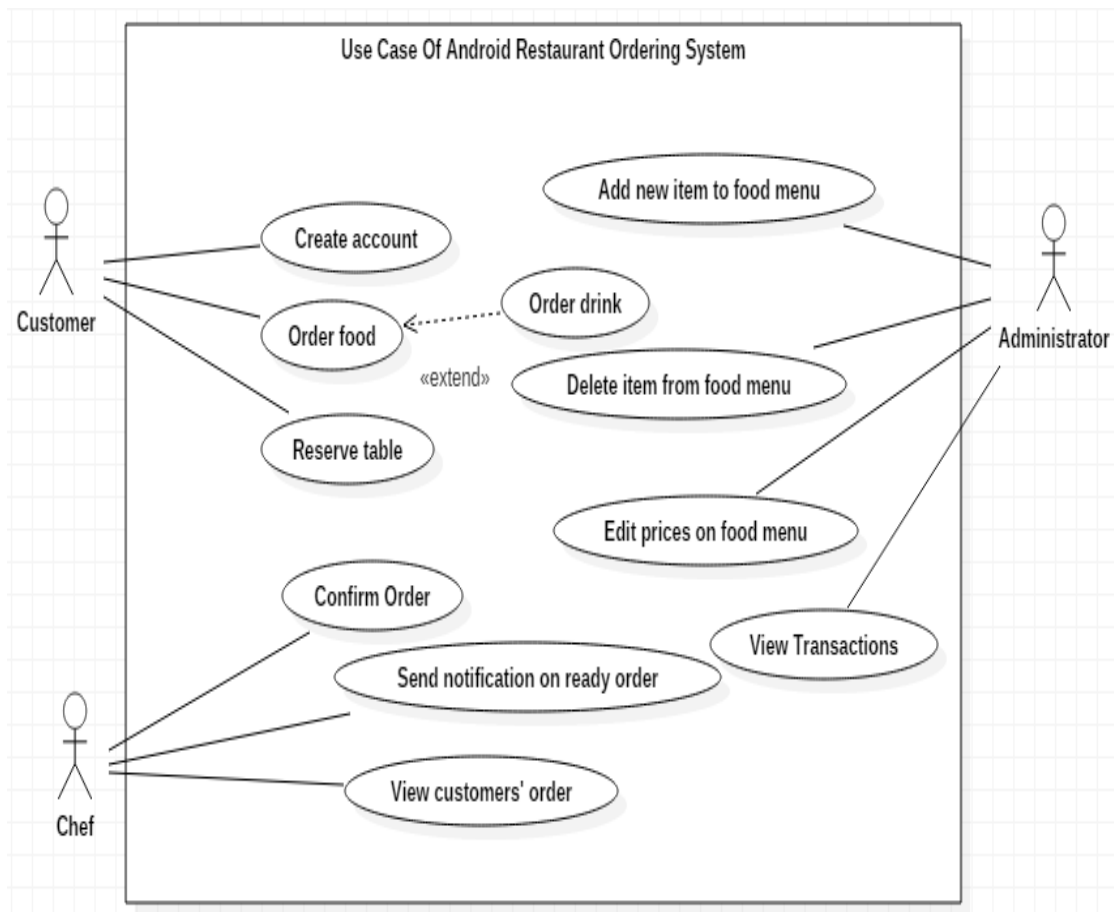 Use Case Of Android Restaurant Ordering System
Add new item to food menu
Create account
Order drink
Order food
Customer
Administrator
«extend»
Delete item from food menu
Reserve table
Edit prices on food menu
Confirm Order
View Transactions
Send notification on ready order
View customers' order
Chef